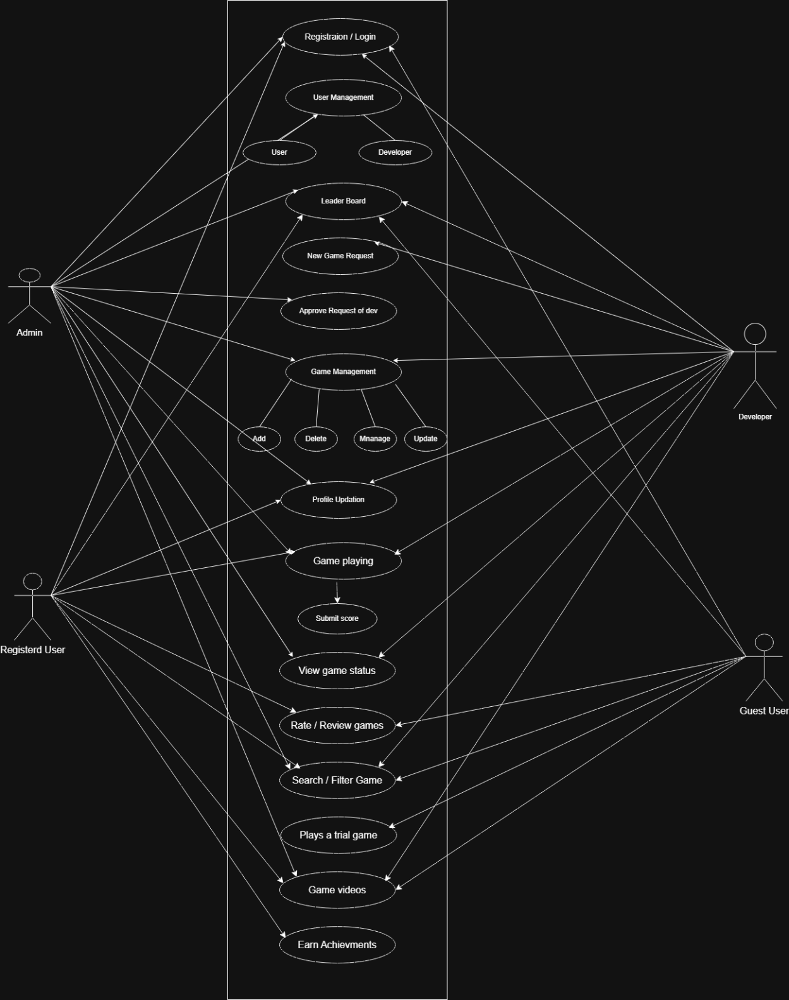 Registraion / Login
User Management
User
Developer
Leader Board
New Game Request
Approve Request of dev
Admin
Game Management
Developer
Add
Delete
Mnanage
Update
Profile Updation
Game playing
Submit score
Registerd User
View game status
Guest User
Rate / Review games
Search / Filter Game
Plays a trial game
Game videos
Earn Achievments